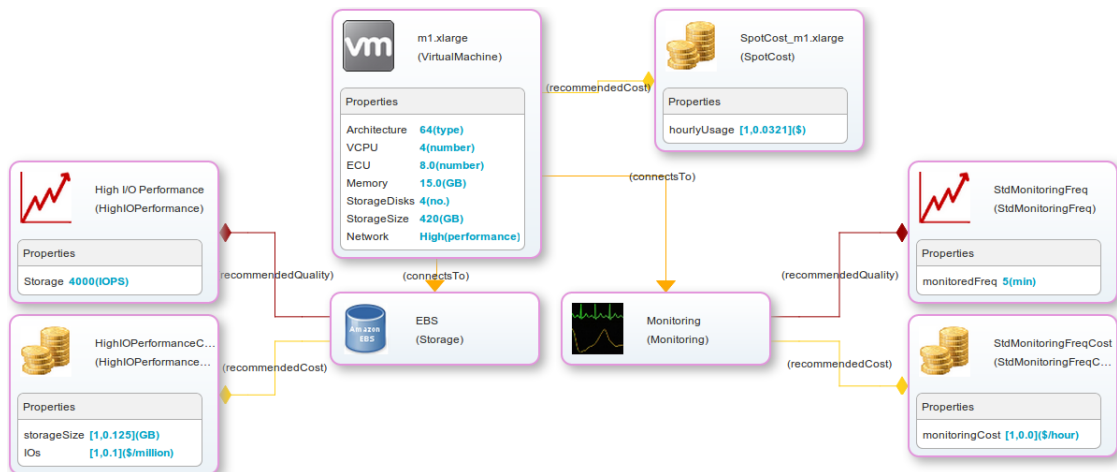 vm
m1.xlarge
(VirtualMachine)
Properties
Architecture 64(type)
VCPU 4(number)
ECU 8.0(number)
Memory 15.0(GB)
StorageDisks 4(no.)
StorageSize 420(GB)
Network High(performance)
(recommendedCost)
SpotCost_m1.xlarge
(SpotCost)
Properties
hourlyUsage [1,0.0321]($)
High I/O Performance
(HighIOPerformance)
Properties
Storage 4000(IOPS)
(recommendedQuality)
(connectsTo)
(connectsTo)
(recommendedQuality)
StdMonitoringFreq
(StdMonitoringFreq)
Properties
monitoredFreq 5(min)
HighIOPerformanceC...
(HighIOPerformance...
Properties
storageSize [1,0.125](GB)
IOs [1,0.1]($/million)
(recommendedCost)
Amazon
EBS
EBS
(Storage)
Monitoring
(Monitoring)
(recommendedCost)
StdMonitoringFreqCost
(StdMonitoringFreqC...
Properties
monitoringCost [1,0.0]($/hour)